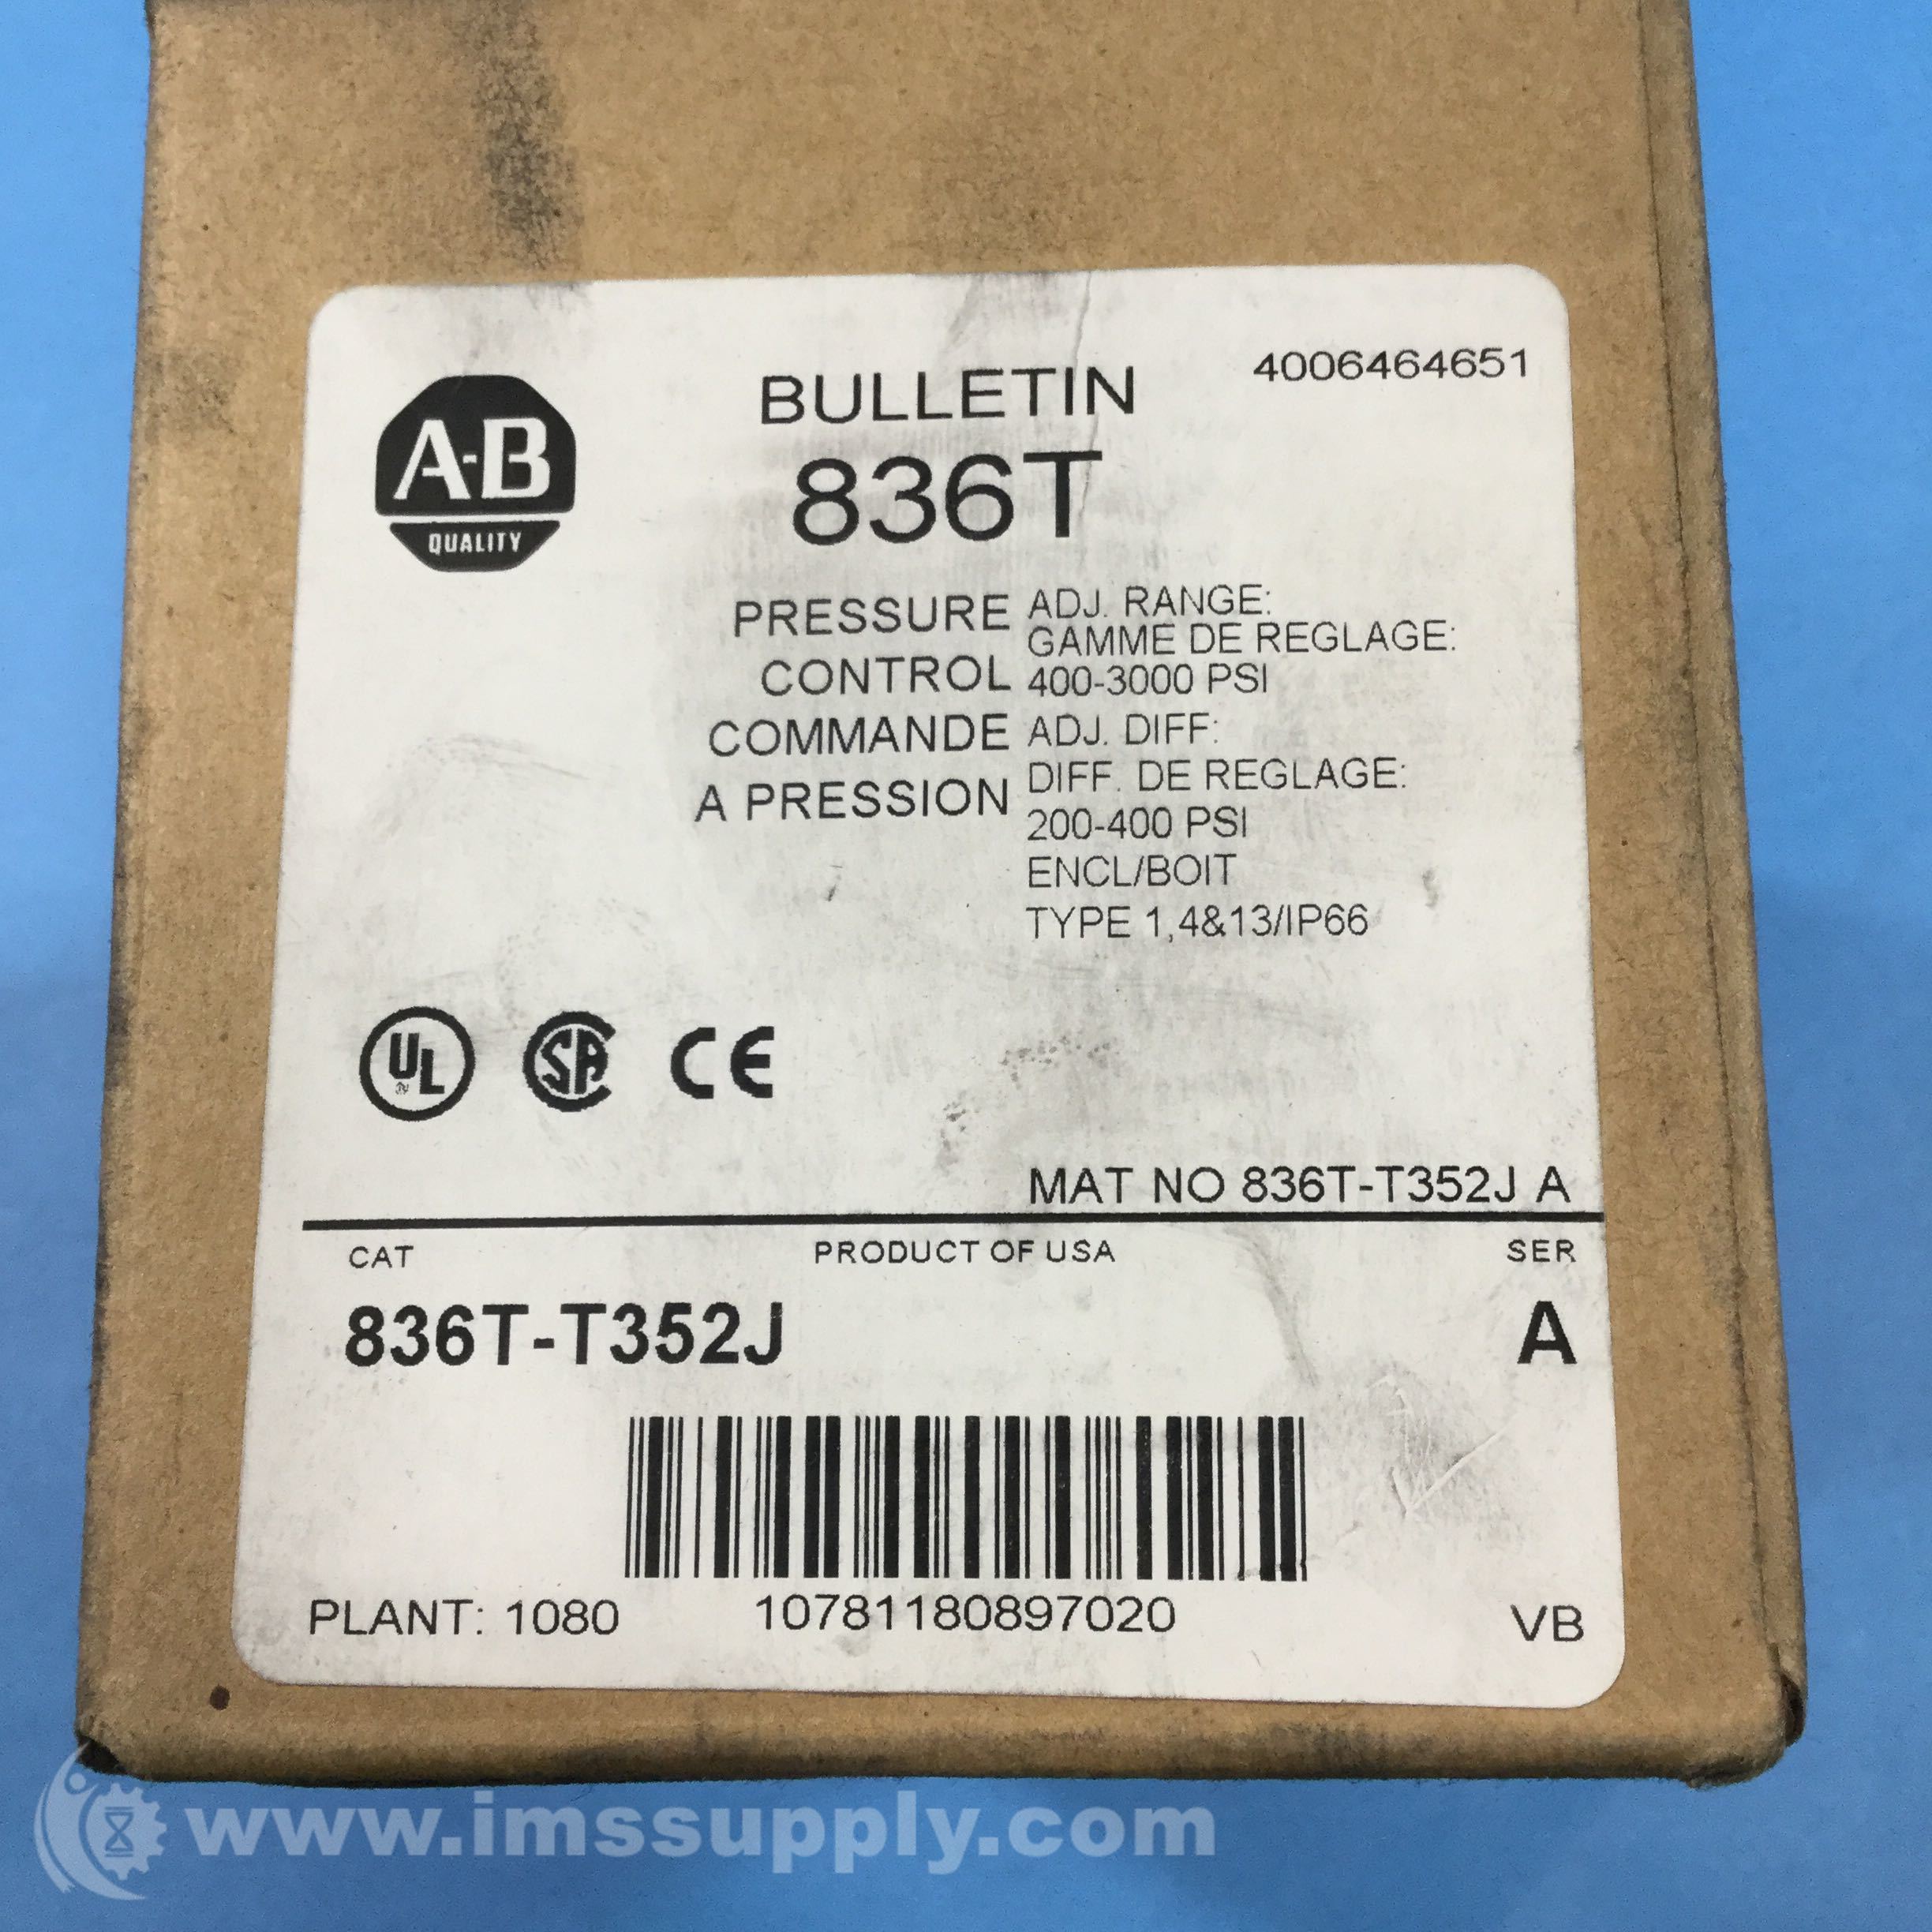 4006464651
BULLETIN
836T
A-B
QUALITY
PRESSURE
CONTROL
COMMANDE
A PRESSION
ADJ. RANGE:
GAMME DE REGLAGE:
400-3000 PSI
ADJ. DIFF:
DIFF. DE REGLAGE:
200-400 PSI
ENCL/BOIT
TYPE 1,4&13/IP66
UL SA CE
MAT NO 836T-T352J A
CAT PRODUCT OF USA SER
836T-T352J A
PLANT: 1080 10781180897020 VB
www.imssupply.com